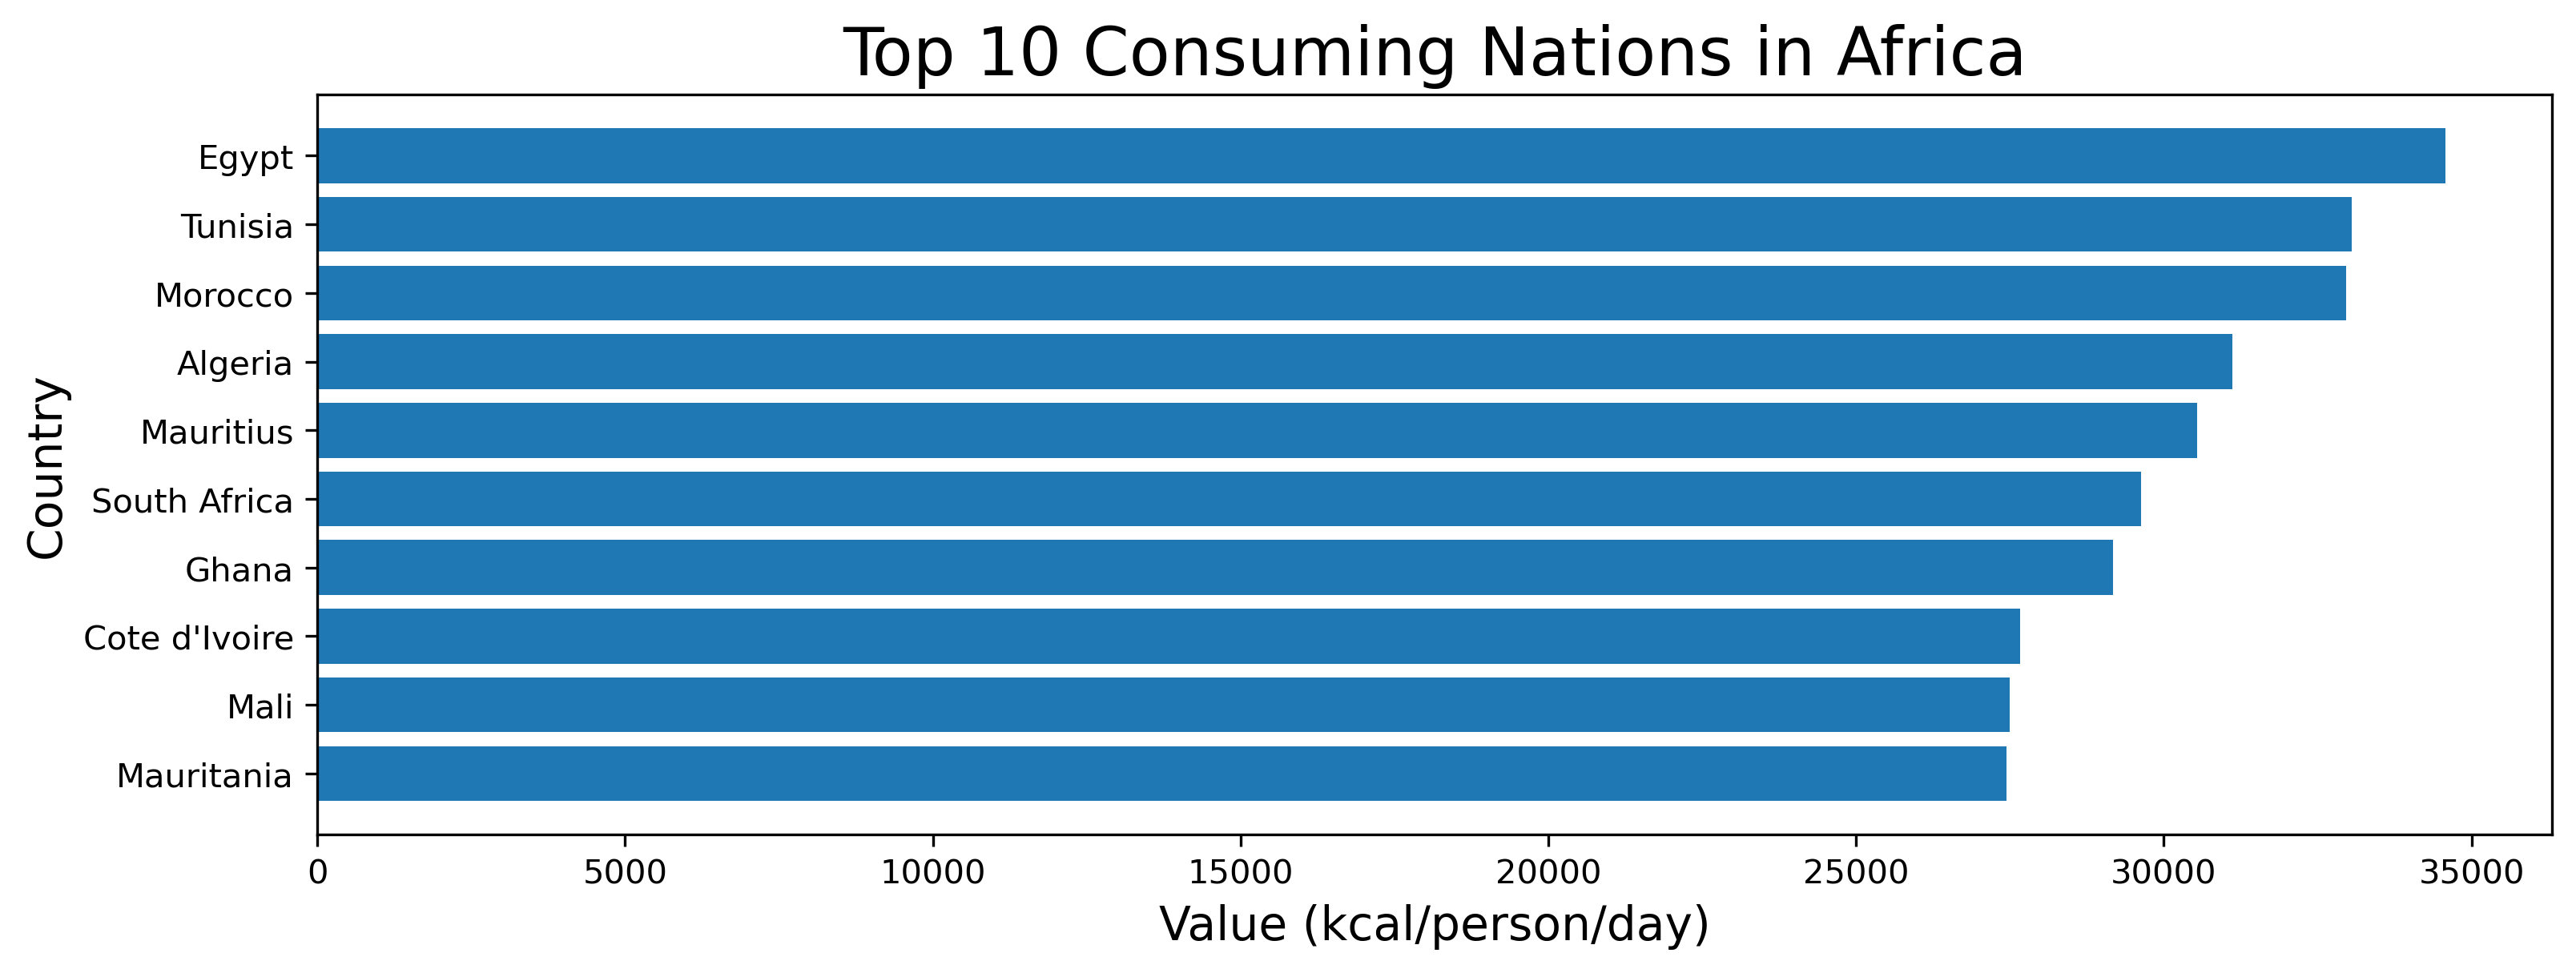 Top 10 Consuming Nations in Africa
Country
Egypt
Tunisia
Morocco
Algeria
Mauritius
South Africa
Ghana
Cote d'Ivoire
Mali
Mauritania
0 5000 10000 15000 20000 25000 30000 35000
Value (kcal/person/day)